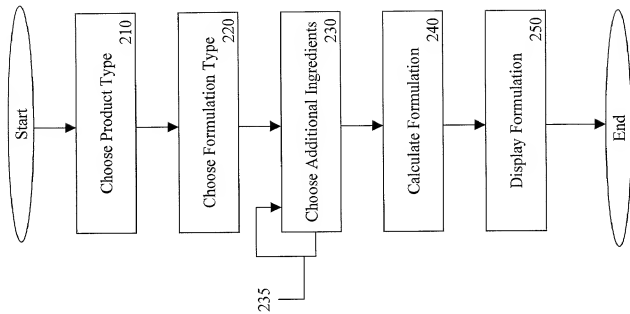 Start
Choose Product Type
210
Choose Formulation Type
220
Choose Additional Ingredients
230
235
Calculate Formulation
240
Display Formulation
250
End